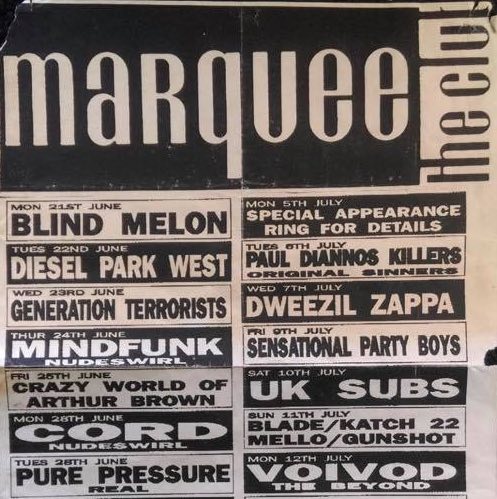 marquee
the club
MON 21ST JUNE
BLIND MELON
TUES 22ND JUNE
DIESEL PARK WEST
WED 23RD JUNE
GENERATION TERRORISTS
THUR 24TH JUNE
MINDFUNK
NUDESWIRL
FRI 25TH JUNE
CRAZY WORLD OF
ARTHUR BROWN
MON 28TH JUNE
CORD
NUDESWIRL
TUES 28TH JUNE
PURE PRESSURE
REAL
MON 5TH JULY
SPECIAL APPEARANCE
RING FOR DETAILS
TUES 6TH JULY
PAUL DIANNOS KILLERS
ORIGINAL SINNERS
WED 7TH JULY
DWEEZIL ZAPPA
FRI 9TH JULY
SENSATIONAL PARTY BOYS
SAT 10TH JULY
UK SUBS
SUN 11TH JULY
BLADE/KATCH 22
MELLO/GUNSHOT
MON 12TH JULY
VOIVOD
THE BEYOND